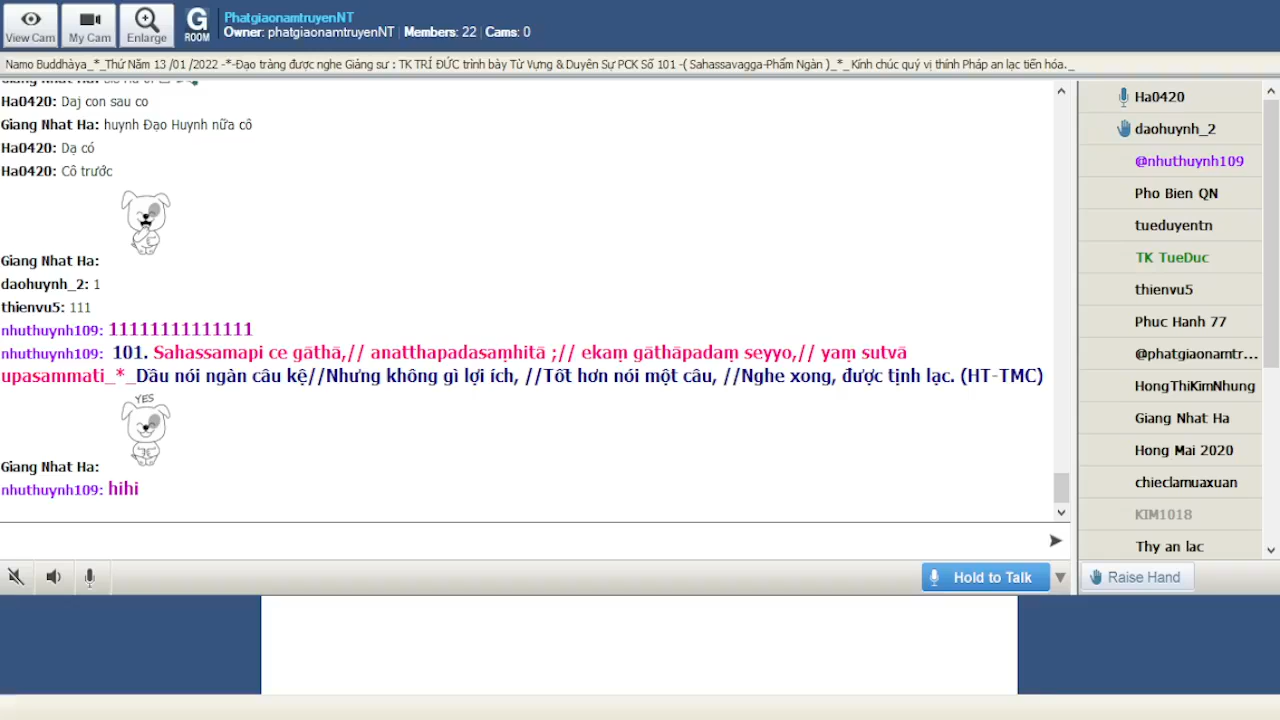 View Cam
My Cam
Enlarge
G
ROOM
PhatgiaonamtruyenNT
Owner: phatgiaonamtruyenNT | Members: 22 | Cams: 0
Namo Buddhàya_*_Thứ Năm 13 /01 /2022 -*-Đạo tràng được nghe Giảng sư : TK TRÍ ĐỨC trình bày Từ Vựng & Duyên Sự PCK Số 101 -( Sahassavagga-Phẩm Ngàn )_*_ Kính chúc quý vị thính Pháp an lạc tiến hóa._
Giang Nhat Ha:
Ha0420: Daj con sau co
Giang Nhat Ha: huynh Đạo Huynh nữa cô
Ha0420: Dạ có
Ha0420: Cô trước
Giang Nhat Ha:
daohuynh_2: 1
thienvu5: 111
nhuthuynh109: 11111111111111
nhuthuynh109: 101. Sahassamapi ce gāthā,// anatthapadasaṃhitā ;// ekaṃ gāthāpadaṃ seyyo,// yaṃ sutvā
upasammati_*_Dầu nói ngàn câu kệ//Nhưng không gì lợi ích, //Tốt hơn nói một câu, //Nghe xong, được tịnh lạc. (HT-TMC)
YES
Giang Nhat Ha:
nhuthuynh109: hihi
Hold to Talk
Ha0420
daohuynh_2
@nhuthuynh109
Pho Bien QN
tueduyentn
TK TueDuc
thienvu5
Phuc Hanh 77
@phatgiaonamtr...
HongThiKimNhung
Giang Nhat Ha
Hong Mai 2020
chieclamuaxuan
KIM1018
Thy an lac
Raise Hand